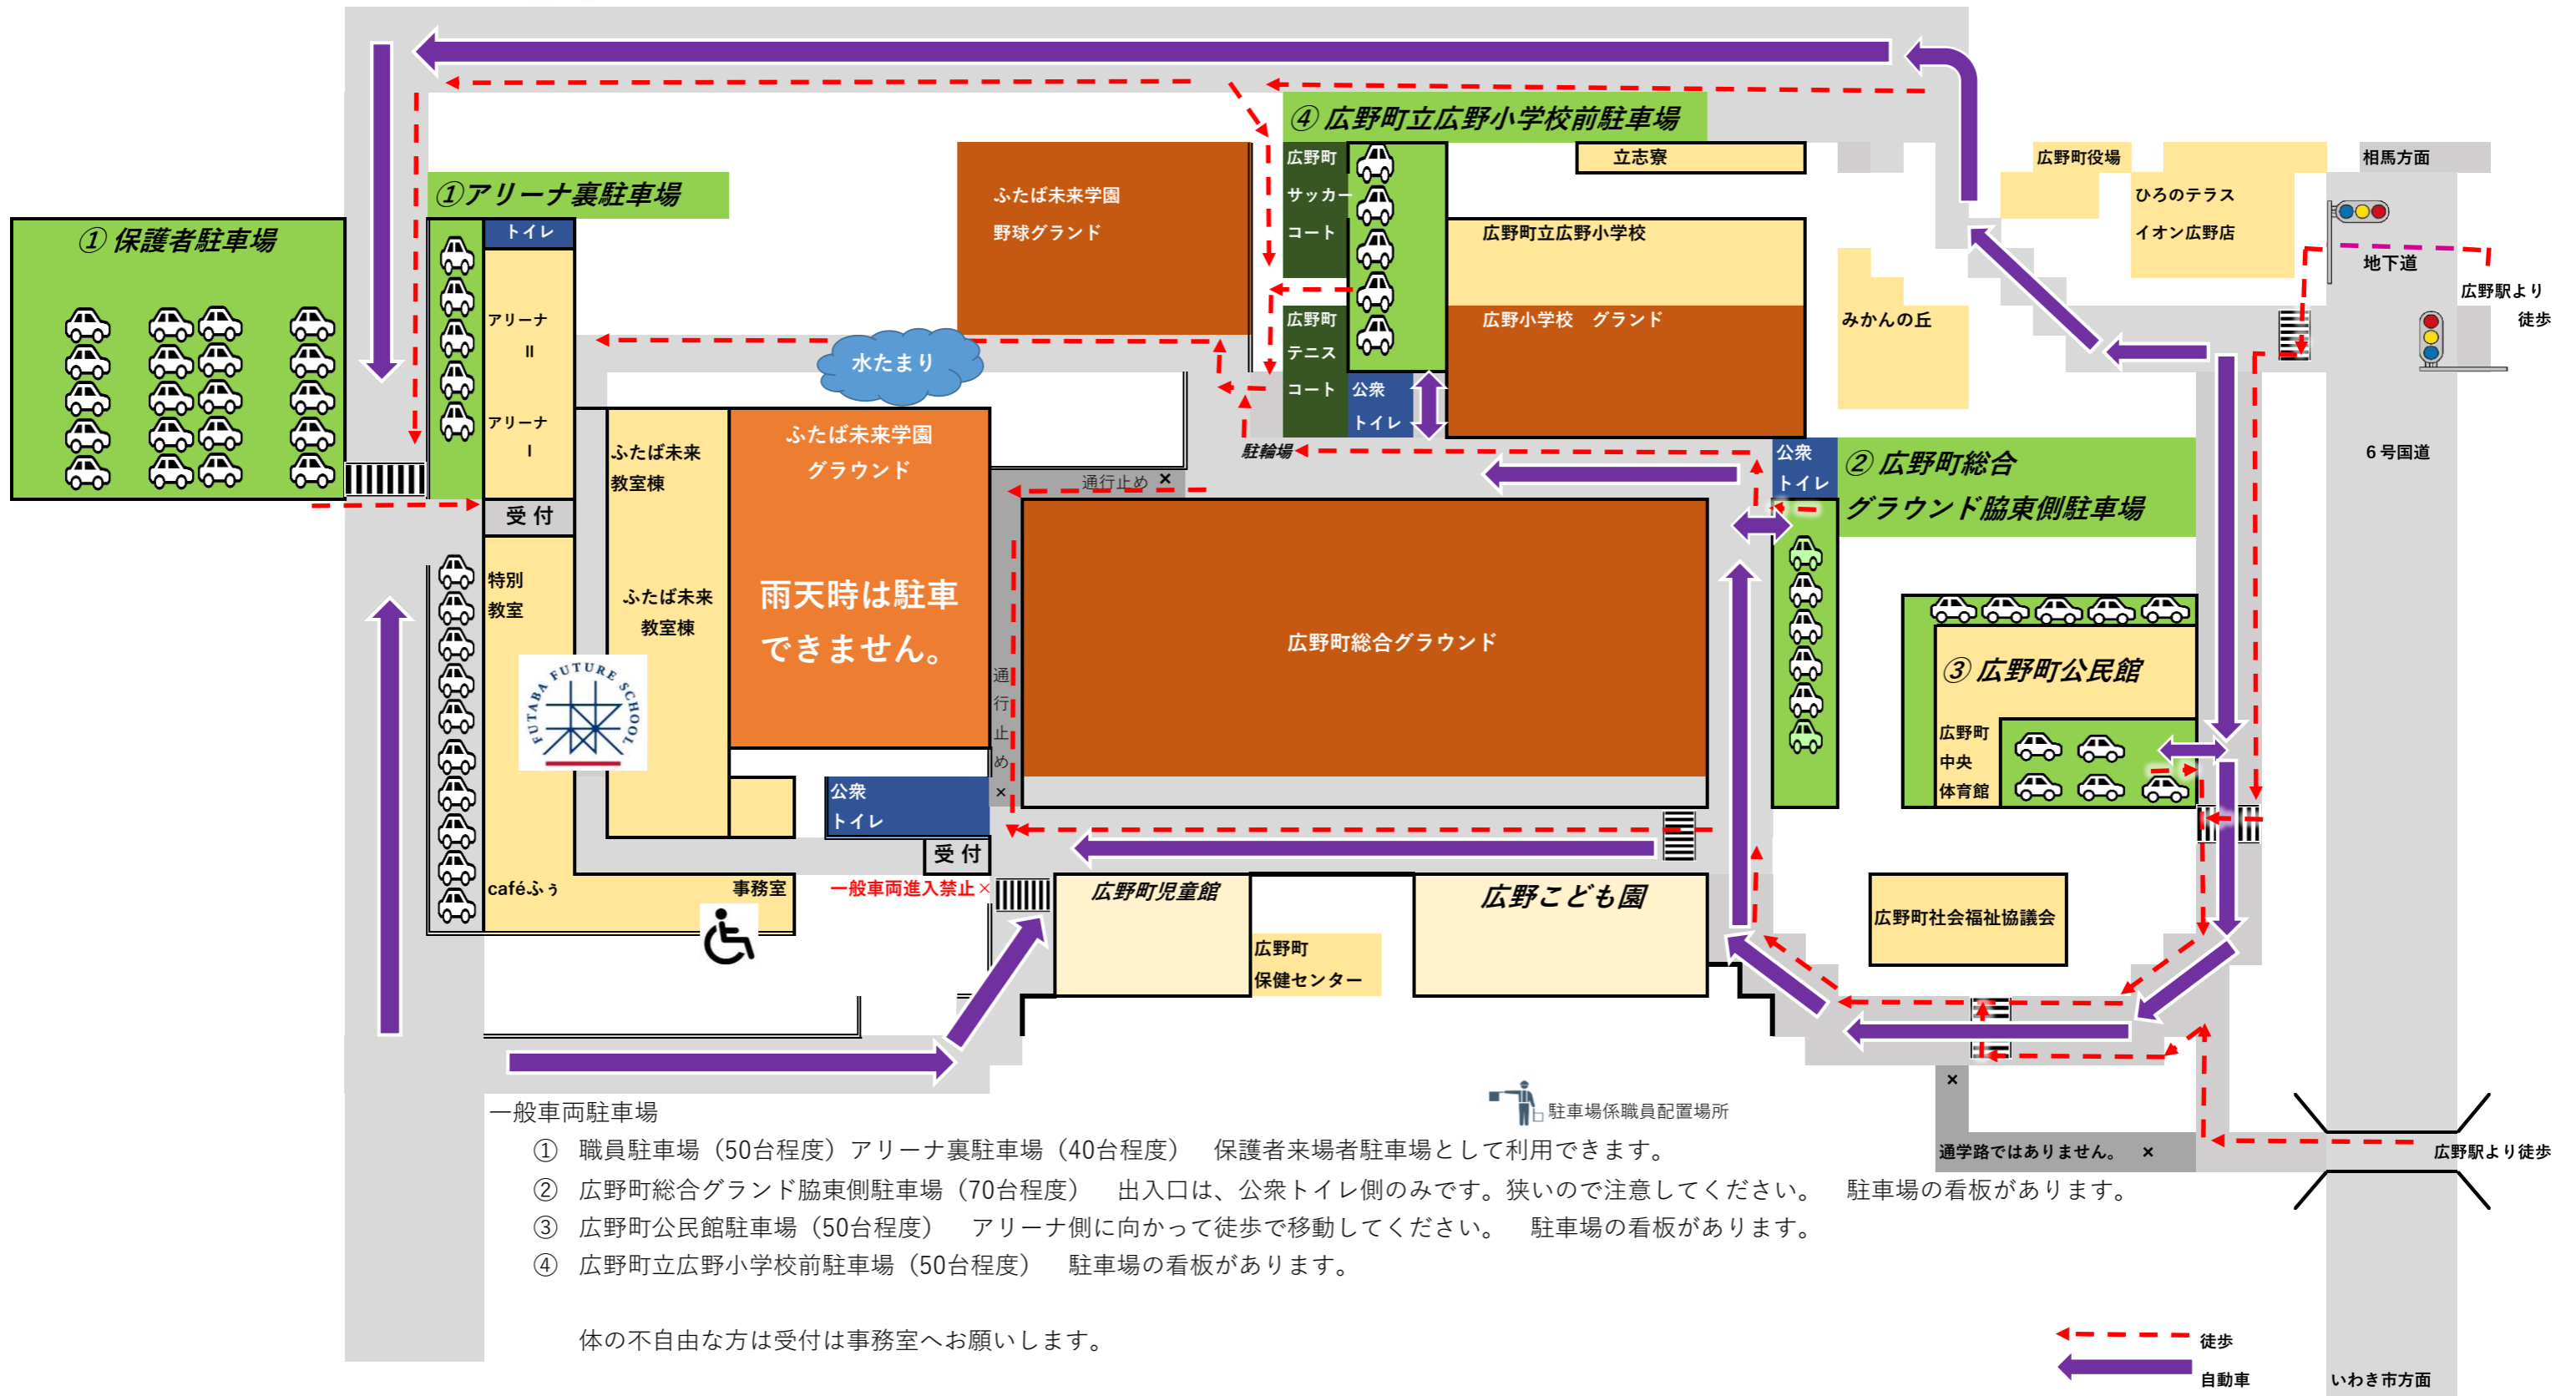 ④ 広野町立広野小学校前駐車場
立志寮
広野町役場
相馬方面
広野町
サッカー
コート
ふたば未来学園
野球グランド
①アリーナ裏駐車場
ひろのテラス
イオン広野店
① 保護者駐車場
トイレ
広野町立広野小学校
地下道
広野駅より
徒歩
アリーナ
Ⅱ
広野町
テニス
コート
広野小学校 グランド
みかんの丘
水たまり
公衆
トイレ
アリーナ
Ⅰ
ふたば未来
教室棟
ふたば未来学園
グラウンド
駐輪場
公衆
トイレ
② 広野町総合
グラウンド脇東側駐車場
6号国道
通行止め ×
受付
特別
教室
ふたば未来
教室棟
雨天時は駐車
できません。
広野町総合グラウンド
通
行
止
め
×
③ 広野町公民館
FUTABA FUTURE SCHOOL
広野町
中央
体育館
公衆
トイレ
受付
caféふぅ
事務室
一般車両進入禁止×
広野町児童館
広野こども園
広野町社会福祉協議会
広野町
保健センター
×
通学路ではありません。 ×
広野駅より徒歩
駐車場係職員配置場所
一般車両駐車場
① 職員駐車場（50台程度）アリーナ裏駐車場（40台程度） 保護者来場者駐車場として利用できます。
② 広野町総合グランド脇東側駐車場（70台程度） 出入口は、公衆トイレ側のみです。狭いので注意してください。 駐車場の看板があります。
③ 広野町公民館駐車場（50台程度） アリーナ側に向かって徒歩で移動してください。 駐車場の看板があります。
④ 広野町立広野小学校前駐車場（50台程度） 駐車場の看板があります。
体の不自由な方は受付は事務室へお願いします。
徒歩
自動車
いわき市方面